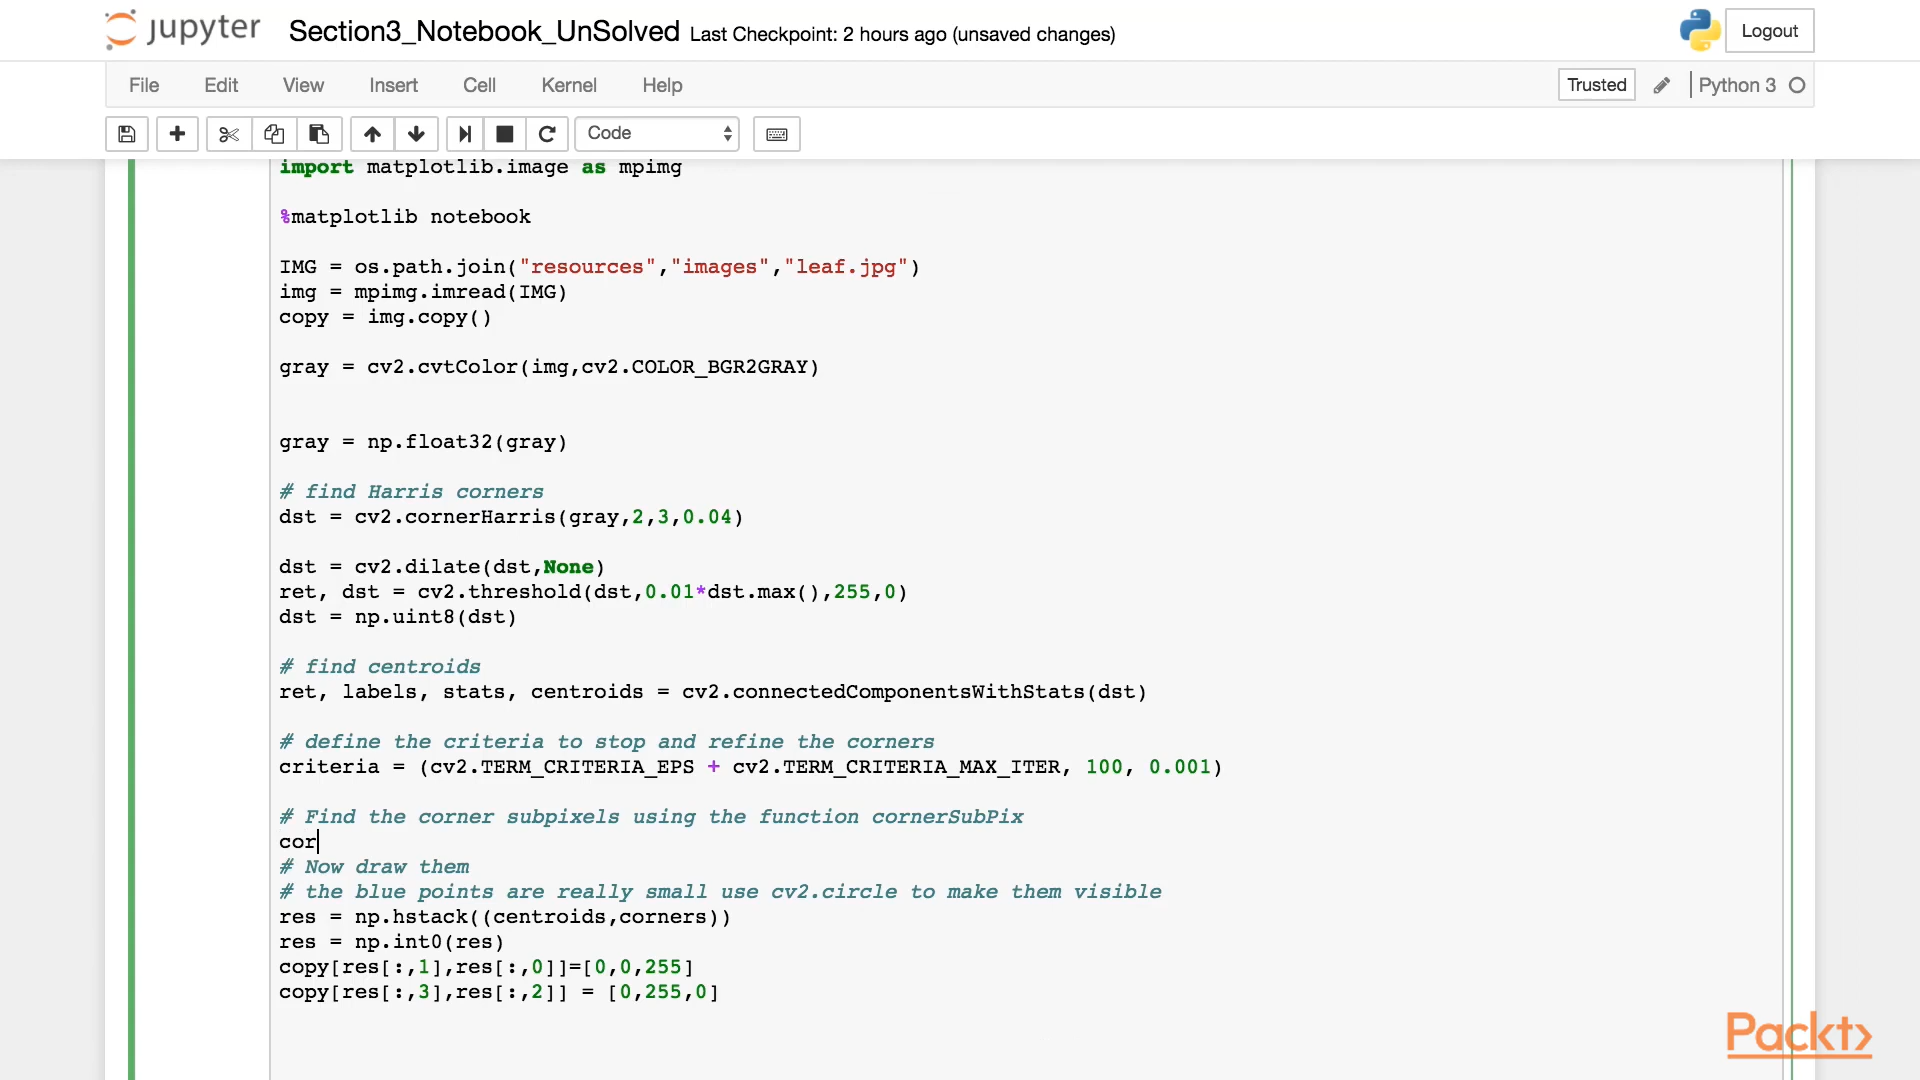 jupyter Section3_Notebook_UnSolved Last Checkpoint: 2 hours ago (unsaved changes) Logout
File Edit View Insert Cell Kernel Help Trusted Python 3
Code
import matplotlib.image as mpimg
%matplotlib notebook
IMG = os.path.join("resources","images","leaf.jpg")
img = mpimg.imread(IMG)
copy = img.copy()
gray = cv2.cvtColor(img,cv2.COLOR_BGR2GRAY)
gray = np.float32(gray)
# find Harris corners
dst = cv2.cornerHarris(gray,2,3,0.04)
dst = cv2.dilate(dst,None)
ret, dst = cv2.threshold(dst,0.01*dst.max(),255,0)
dst = np.uint8(dst)
# find centroids
ret, labels, stats, centroids = cv2.connectedComponentsWithStats(dst)
# define the criteria to stop and refine the corners
criteria = (cv2.TERM_CRITERIA_EPS + cv2.TERM_CRITERIA_MAX_ITER, 100, 0.001)
# Find the corner subpixels using the function cornerSubPix
cor
# Now draw them
# the blue points are really small use cv2.circle to make them visible
res = np.hstack((centroids,corners))
res = np.int0(res)
copy[res[:,1],res[:,0]]=[0,0,255]
copy[res[:,3],res[:,2]] = [0,255,0]
Packt>